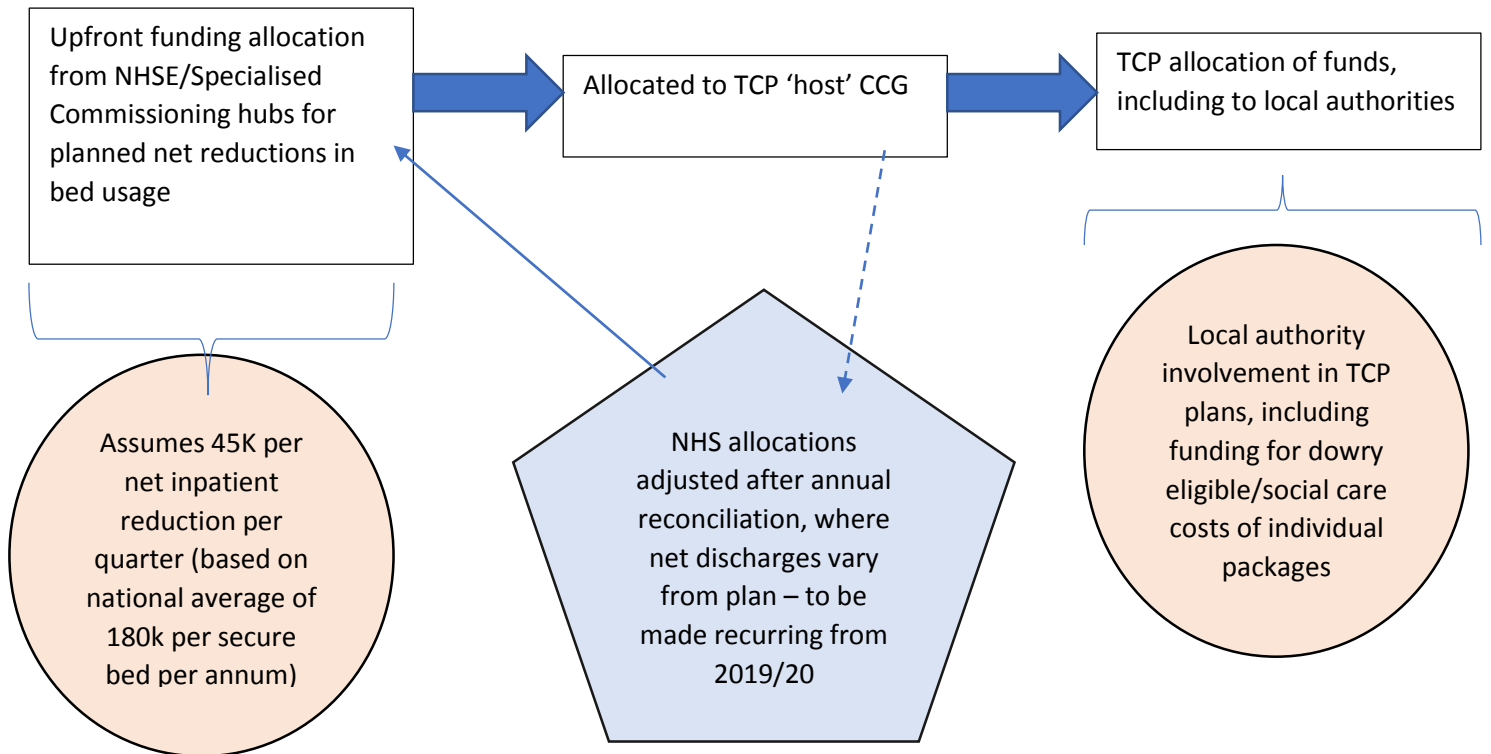 Upfront funding allocation
from NHSE/Specialised
Commissioning hubs for
planned net reductions in
bed usage
Allocated to TCP ‘host’ CCG
TCP allocation of funds,
including to local authorities
Assumes 45K per
net inpatient
reduction per
quarter (based on
national average of
180k per secure
bed per annum)
NHS allocations
adjusted after annual
reconciliation, where
net discharges vary
from plan – to be
made recurring from
2019/20
Local authority
involvement in TCP
plans, including
funding for dowry
eligible/social care
costs of individual
packages